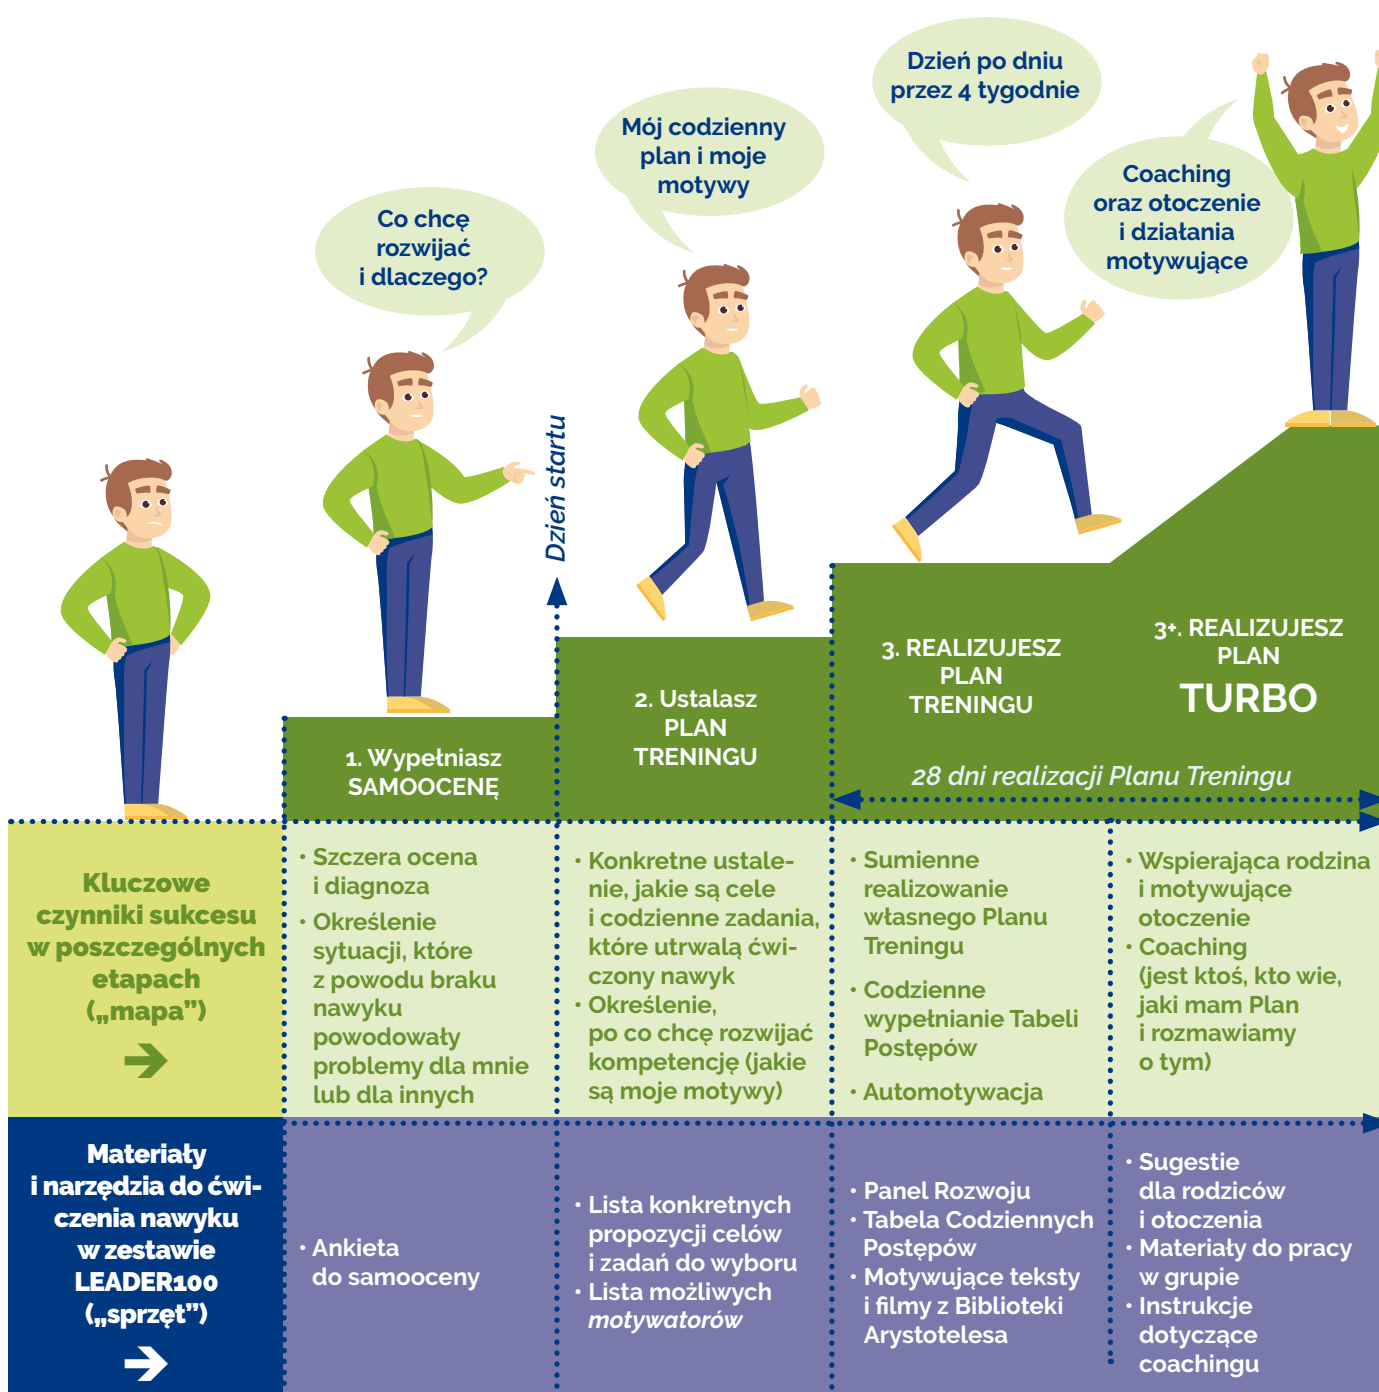 Dzień po dniu
przez 4 tygodnie
Mój codzienny
plan i moje
motywy
Coaching
oraz otoczenie
i działania
motywujące
Co chcę
rozwijać
i dlaczego?
Dzień startu
1. Wypełniasz
SAMOOCENĘ
2. Ustalasz
PLAN
TRENINGU
3. REALIZUJESZ
PLAN
TRENINGU
3+. REALIZUJESZ
PLAN
TURBO
28 dni realizacji Planu Treningu
Kluczowe
czynniki sukcesu
w poszczególnych
etapach
(„mapa”)
• Szczera ocena
i diagnoza
• Określenie
sytuacji, które
z powodu braku
nawyku
powodowały
problemy dla mnie
lub dla innych
• Konkretne ustale-
nie, jakie są cele
i codzienne zadania,
które utrwalą ćwi-
czony nawyk
• Określenie,
po co chcę rozwijać
kompetencję (jakie
są moje motywy)
• Sumienne
realizowanie
własnego Planu
Treningu
• Codzienne
wypełnianie Tabeli
Postępów
• Automotywacja
• Wspierająca rodzina
i motywujące
otoczenie
• Coaching
(jest ktoś, kto wie,
jaki mam Plan
i rozmawiamy
o tym)
Materiały
i narzędzia do ćwi-
czenia nawyku
w zestawie
LEADER100
(„sprzęt”)
• Ankieta
do samooceny
• Lista konkretnych
propozycji celów
i zadań do wyboru
• Lista możliwych
motywatorów
• Panel Rozwoju
• Tabela Codziennych
Postępów
• Motywujące teksty
i filmy z Biblioteki
Arystotelesa
• Sugestie
dla rodziców
i otoczenia
• Materiały do pracy
w grupie
• Instrukcje
dotyczące
coachingu